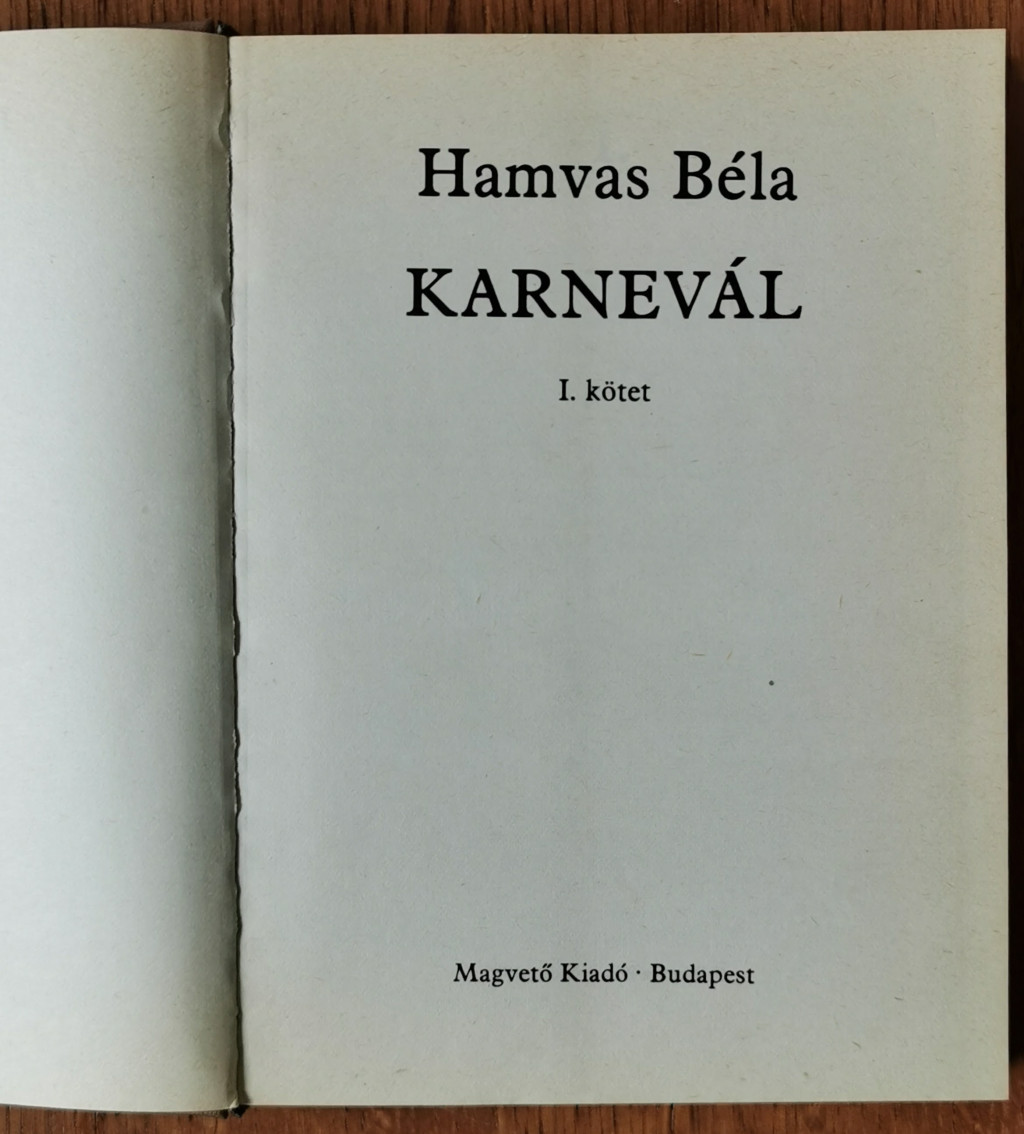 Hamvas Béla
KARNEVÁL
I. kötet
Magvető Kiadó · Budapest